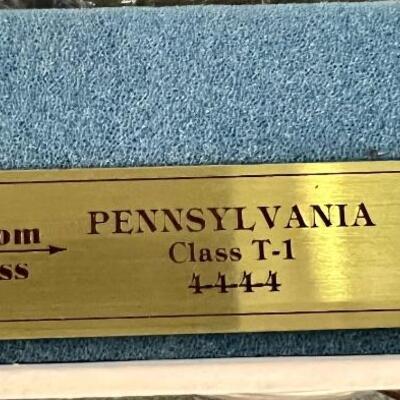 PENNSYLVANIA
Class T-1
4-4-4-4
om
ss